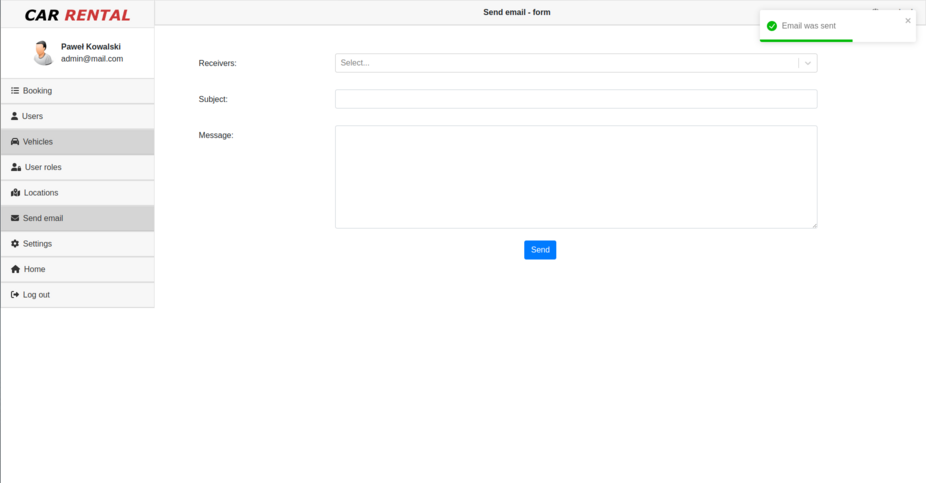 CAR RENTAL
Send email - form
Email was sent
Paweł Kowalski
admin@mail.com
Booking
Users
Vehicles
User roles
Locations
Send email
Settings
Home
Log out
Receivers:
Select...
Subject:
Message:
Send